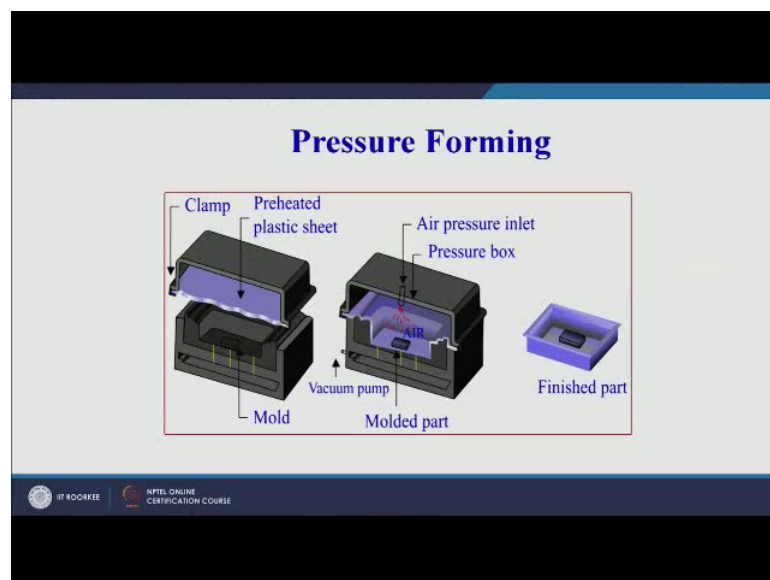 Pressure Forming
Clamp
Preheated
plastic sheet
Air pressure inlet
Pressure box
AIR
Vacuum pump
Mold
Molded part
Finished part
IIT ROORKEE
NPTEL ONLINE
CERTIFICATION COURSE